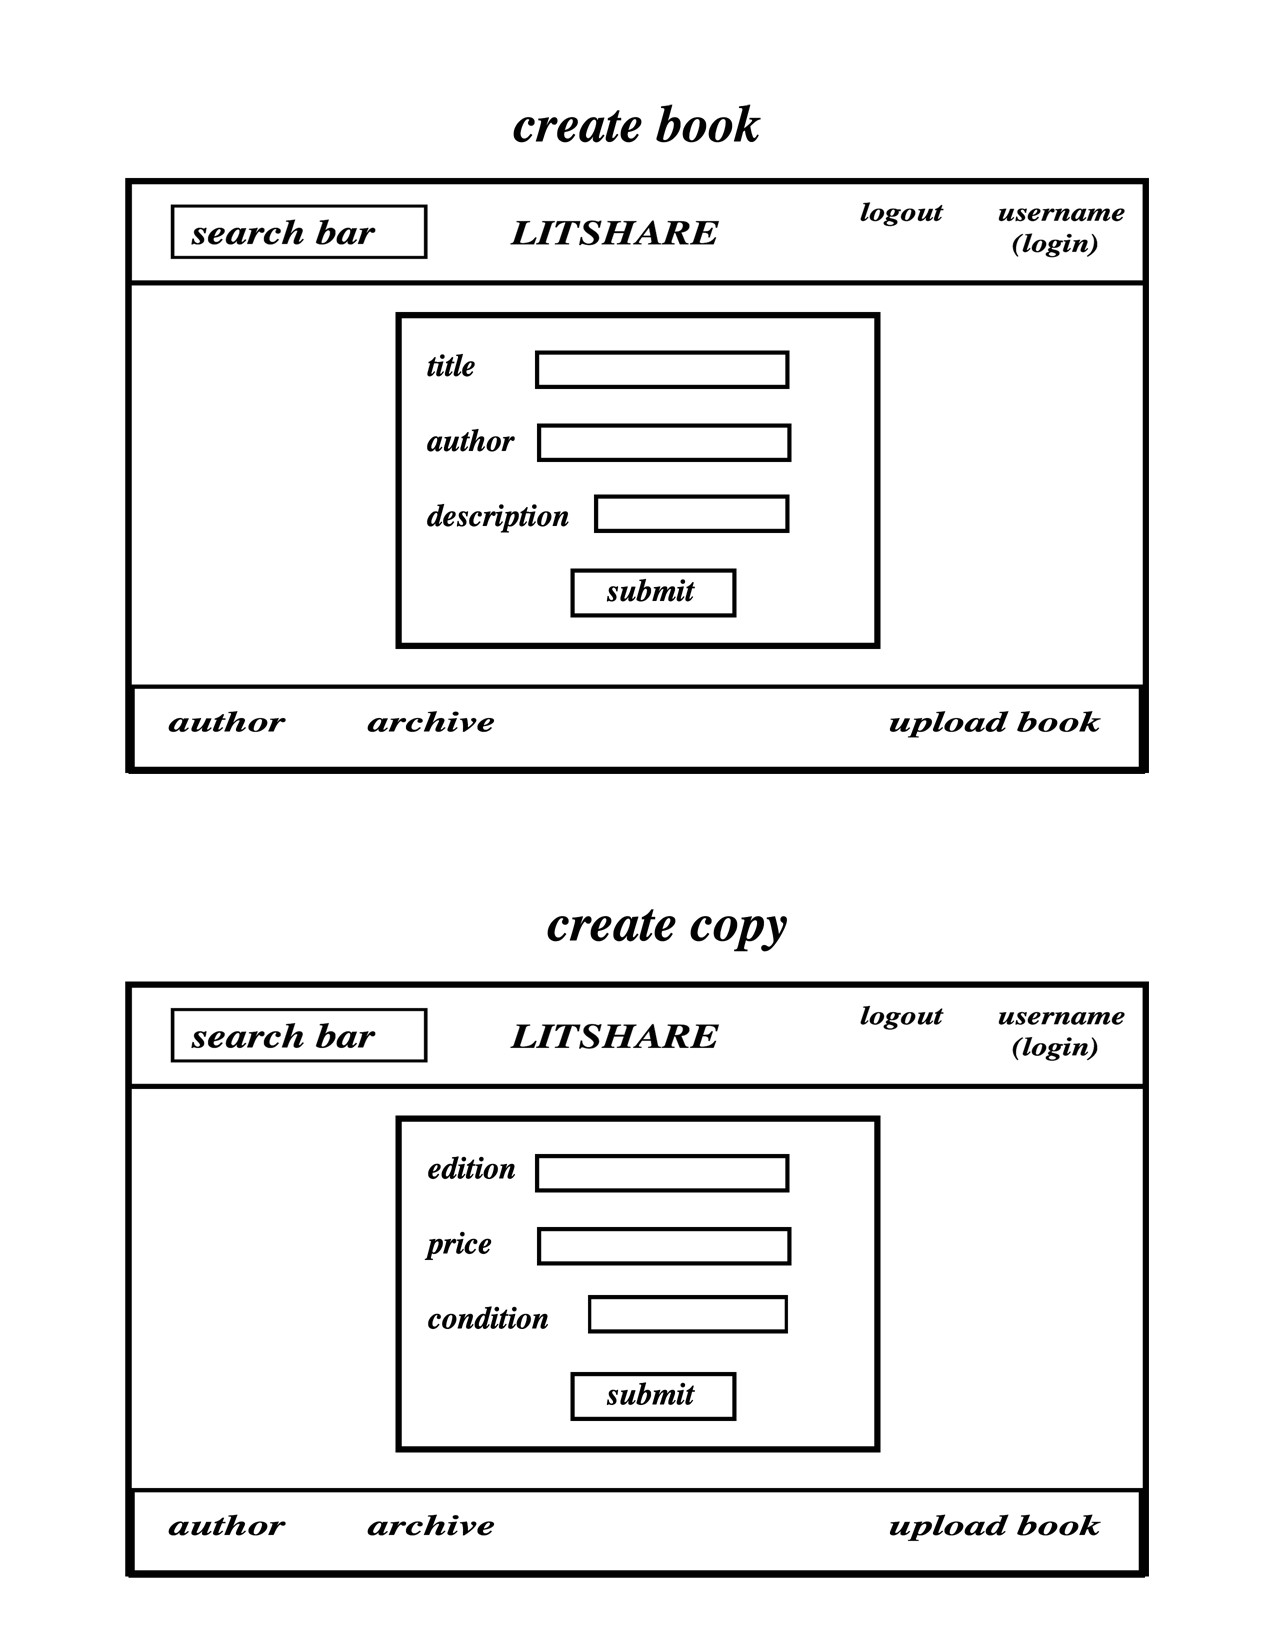 create book
search bar
LITSHARE
logout
username
(login)
title
author
description
submit
author
archive
upload book
create copy
search bar
LITSHARE
logout
username
(login)
edition
price
condition
submit
author
archive
upload book